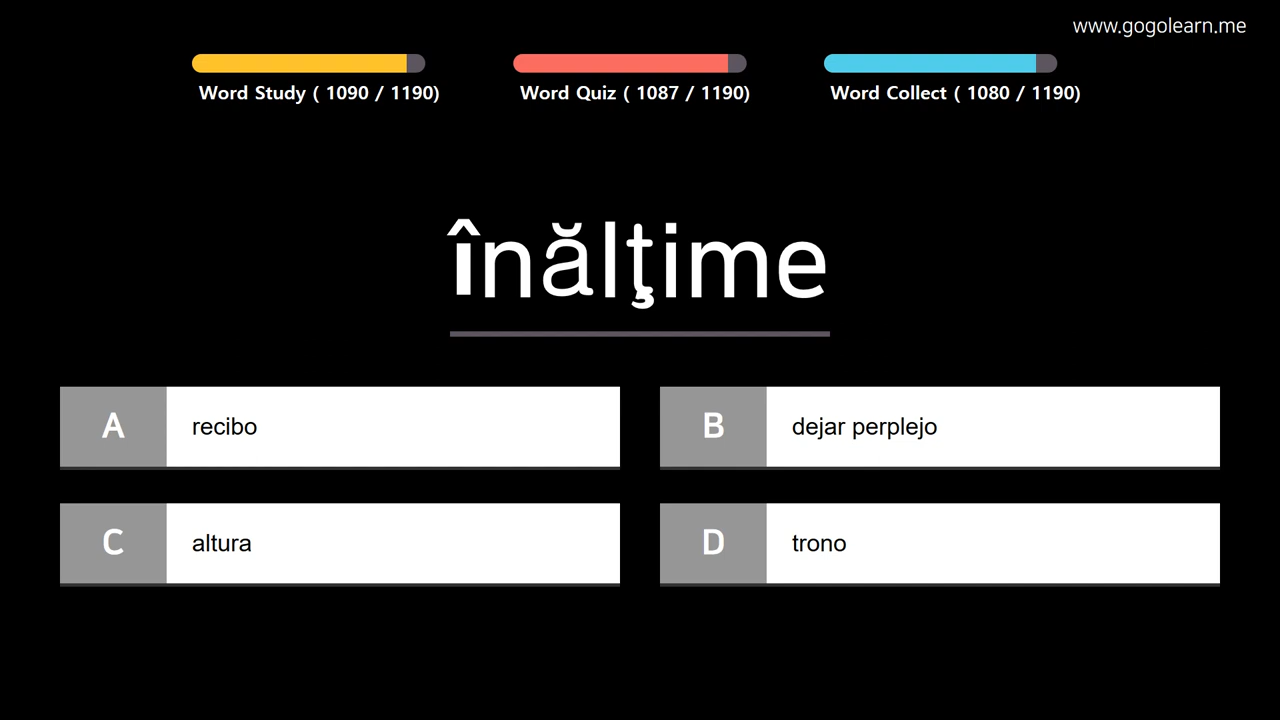 www.gogolearn.me
Word Study ( 1090 / 1190)
Word Quiz ( 1087 / 1190)
Word Collect ( 1080 / 1190)
înălţime
A recibo
B dejar perplejo
C altura
D trono